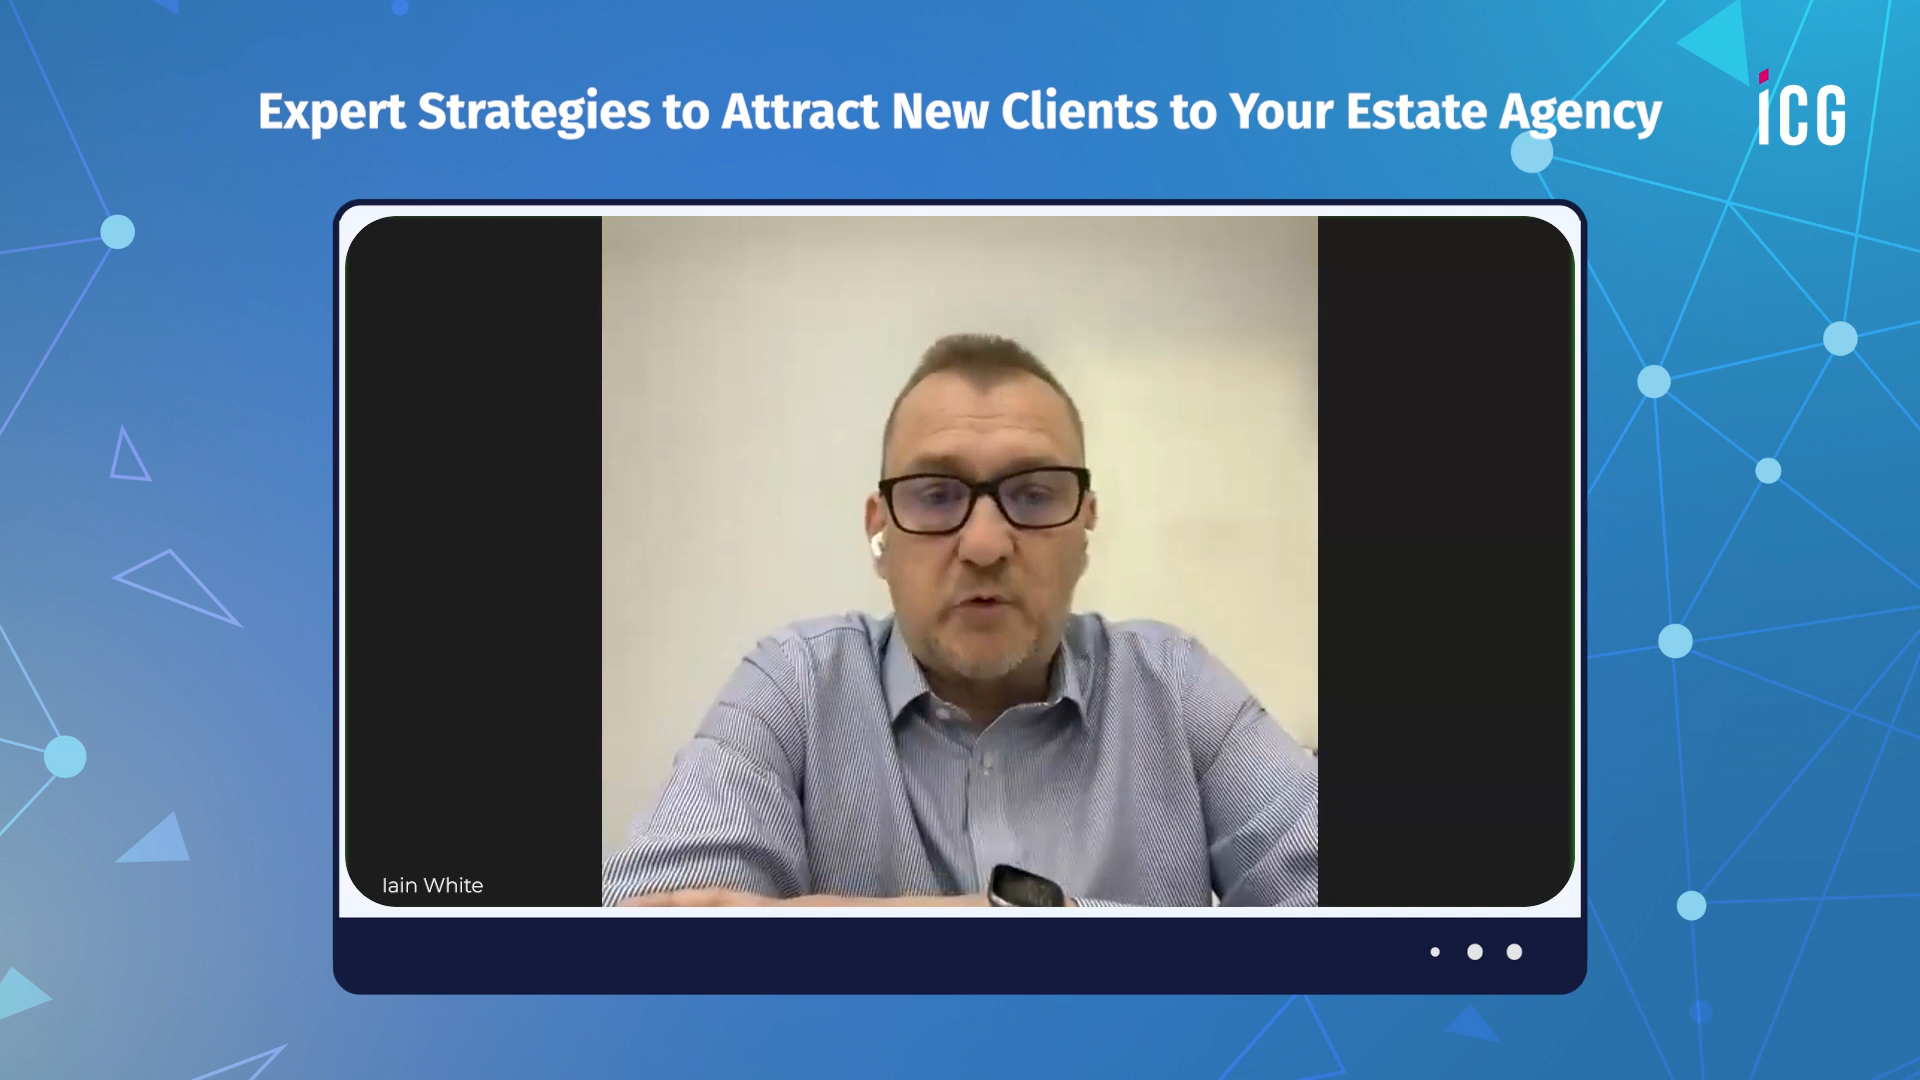 Expert Strategies to Attract New Clients to Your Estate Agency
iCG
Iain White